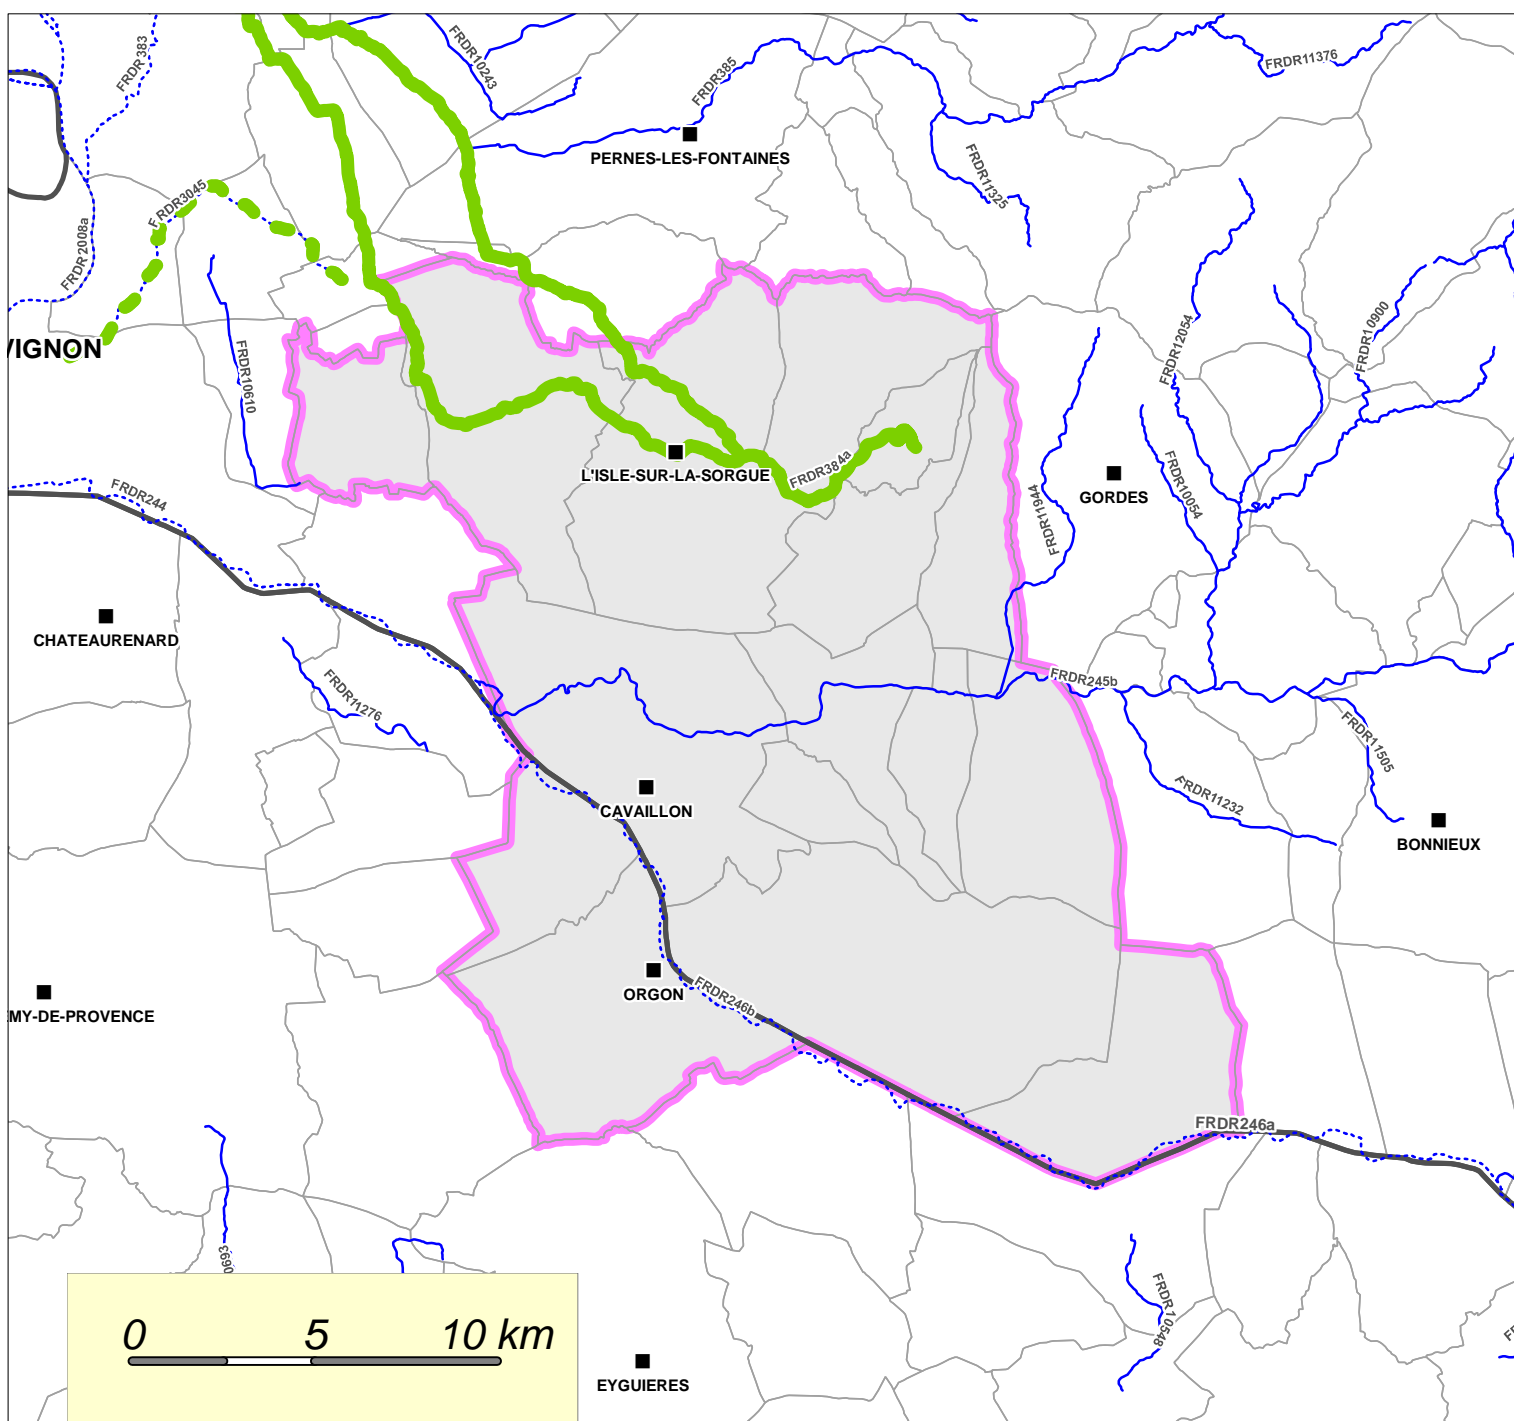 FRDR383
FRDR10243
FRDR385
FRDR11376
PERNES-LES-FONTAINES
FRDR11325
FRDR3045
FRDR2008a
FRDR12054
FRDR10900
VIGNON
FRDR10610
L'ISLE-SUR-LA-SORGUE
FRDR384a
GORDES
FRDR10054
FRDR11944
FRDR244
CHATEAURENARD
FRDR11276
FRDR245b
FRDR11505
FRDR11232
CAVAILLON
BONNIEUX
ORGON
FRDR246b
EMY-DE-PROVENCE
FRDR246a
FRDR10548
0 5 10 km
EYGUIERES